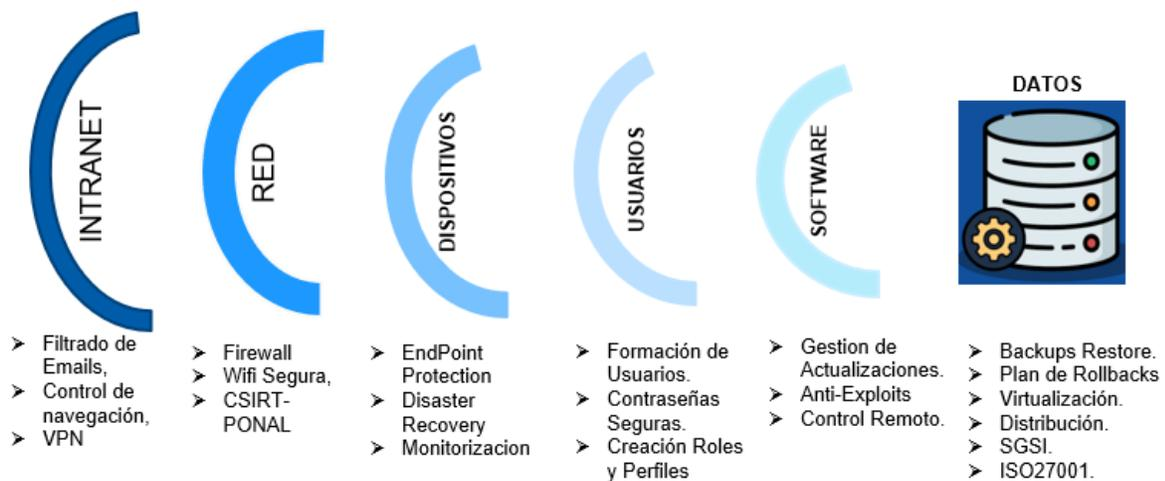 INTRANET
Filtrado de
Emails,
Control de
navegación,
VPN
RED
Firewall
Wifi Segura,
CSIRT-
PONAL
DISPOSITIVOS
EndPoint
Protection
Disaster
Recovery
Monitorizacion
USUARIOS
Formación de
Usuarios.
Contraseñas
Seguras.
Creación Roles
y Perfiles
SOFTWARE
Gestion de
Actualizaciones.
Anti-Exploits
Control Remoto.
DATOS
Backups Restore.
Plan de Rollbacks
Virtualización.
Distribución.
SGSI.
ISO27001.